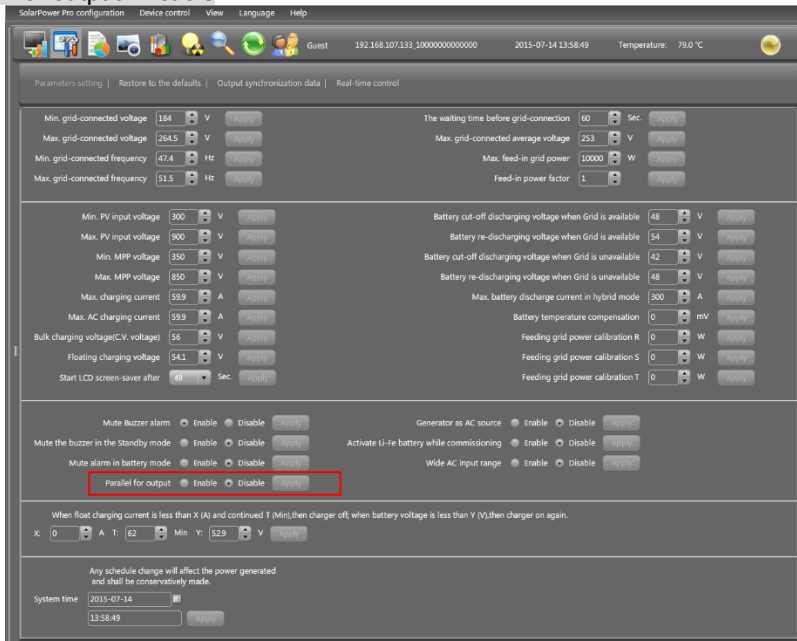 SolarPower Pro configuration Device control View Language Help
Guest 192.168.107.133_10000000000000 2015-07-14 13:58:49 Temperature: 79.0 °C
Parameters setting | Restore to the defaults | Output synchronization data | Real-time control
Min. grid-connected voltage 184 V Apply The waiting time before grid-connection 60 Sec. Apply
Max. grid-connected voltage 264.5 V Apply Max. grid-connected average voltage 253 V Apply
Min. grid-connected frequency 47.4 Hz Apply Max. feed-in grid power 10000 W Apply
Max. grid-connected frequency 51.5 Hz Apply Feed-in power factor 1 Apply
Min. PV input voltage 300 V Apply Battery cut-off discharging voltage when Grid is available 48 V Apply
Max. PV input voltage 900 V Apply Battery re-discharging voltage when Grid is available 54 V Apply
Min. MPP voltage 350 V Apply Battery cut-off discharging voltage when Grid is unavailable 42 V Apply
Max. MPP voltage 850 V Apply Battery re-discharging voltage when Grid is unavailable 48 V Apply
Max. charging current 59.9 A Apply Max. battery discharge current in hybrid mode 300 A Apply
Max. AC charging current 59.9 A Apply Battery temperature compensation 0 mV Apply
Bulk charging voltage(C.V. voltage) 56 V Apply Feeding grid power calibration R 0 W Apply
Floating charging voltage 54.1 V Apply Feeding grid power calibration S 0 W Apply
Start LCD screen-saver after 60 Sec. Apply Feeding grid power calibration T 0 W Apply
Mute Buzzer alarm Enable Disable Apply Generator as AC source Enable Disable Apply
Mute the buzzer in the Standby mode Enable Disable Apply Activate Li-Fe battery while commissioning Enable Disable Apply
Mute alarm in battery mode Enable Disable Apply Wide AC input range Enable Disable Apply
Parallel for output Enable Disable Apply
When float charging current is less than X (A) and continued T (Min),then charger off; when battery voltage is less than Y (V),then charger on again.
X: 0 A T: 62 Min Y: 52.9 V Apply
Any schedule change will affect the power generated
and shall be conservatively made.
System time 2015-07-14
13:58:49 Apply